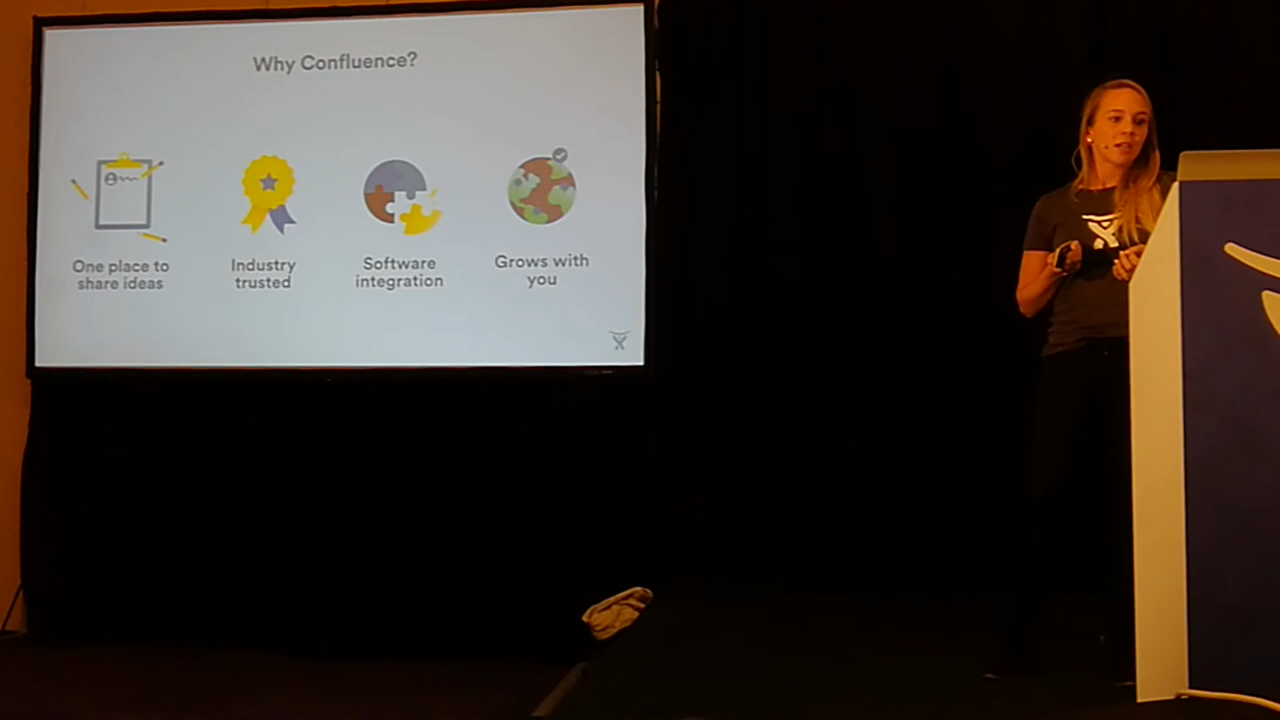 Why Confluence?
One place to
share ideas
Industry
trusted
Software
integration
Grows with
you